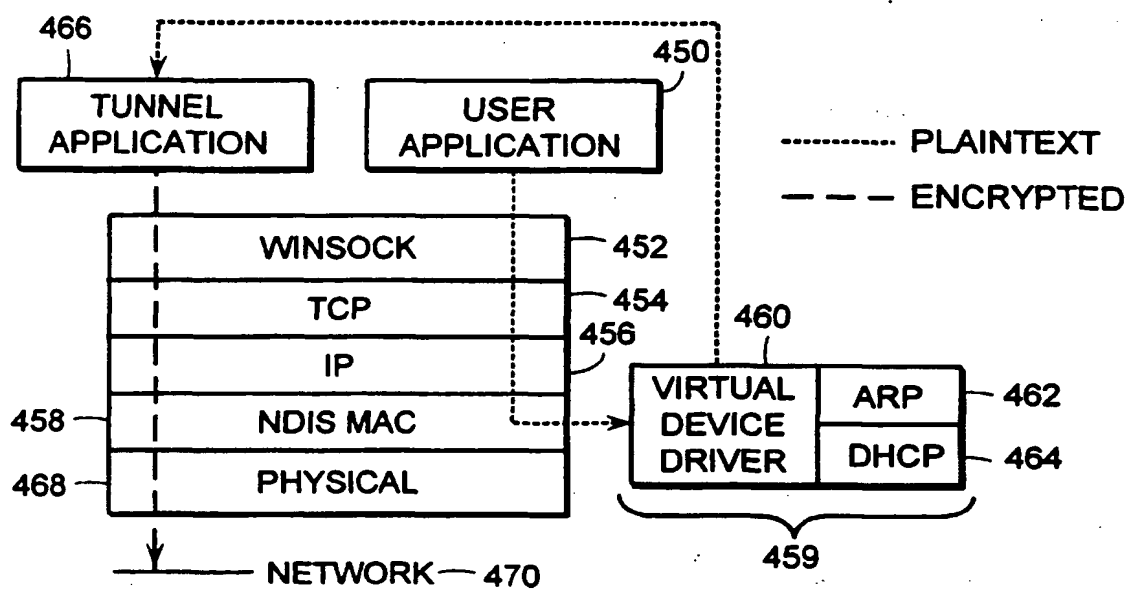 466
450
TUNNEL
APPLICATION
USER
APPLICATION
PLAINTEXT
ENCRYPTED
WINSOCK
452
TCP
454
IP
456
458
NDIS MAC
468
PHYSICAL
460
VIRTUAL
DEVICE
DRIVER
ARP
462
DHCP
464
459
NETWORK
470